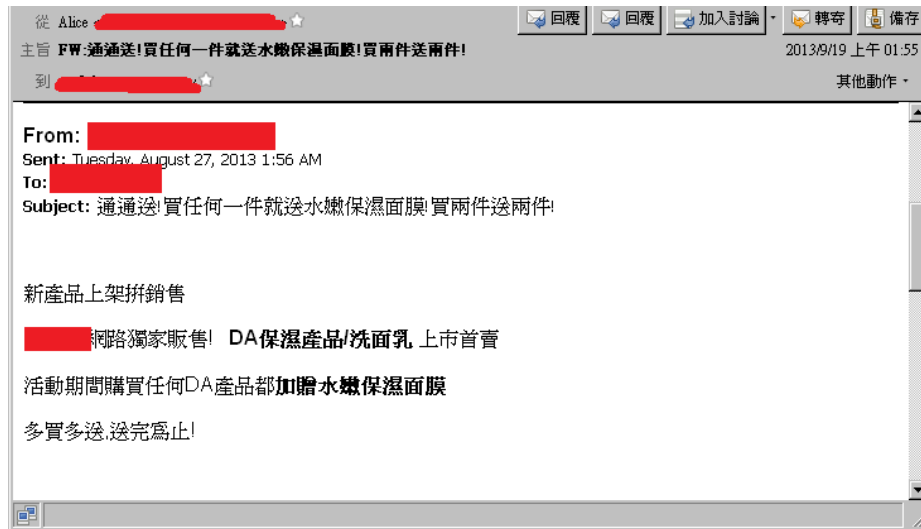 從 Alice
回覆 回覆 加入討論 轉寄 備存
主旨 FW:通通送!買任何一件就送水嫩保濕面膜!買兩件送兩件!
2013/9/19 上午 01:55
到
其他動作
From:
Sent: Tuesday, August 27, 2013 1:56 AM
To:
Subject: 通通送!買任何一件就送水嫩保濕面膜!買兩件送兩件!
新產品上架拚銷售
網路獨家販售! DA保濕產品/洗面乳 上市首賣
活動期間購買任何DA產品都加贈水嫩保濕面膜
多買多送,送完為止!